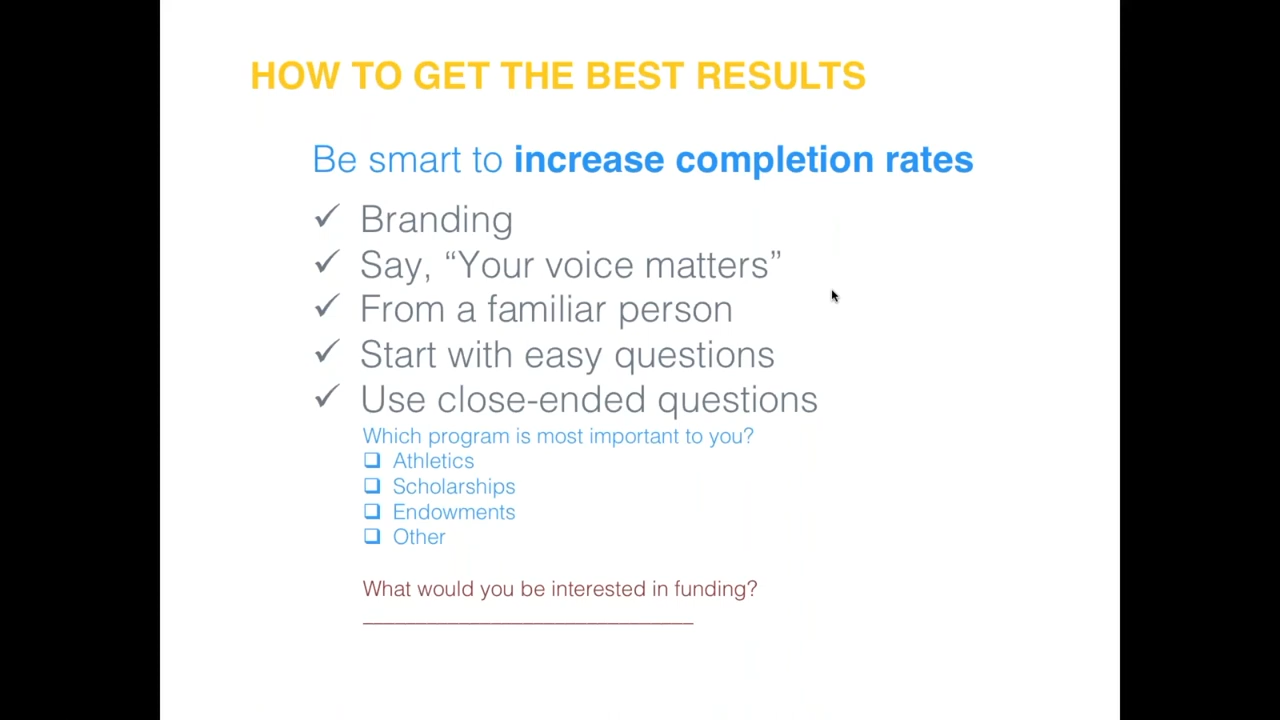 HOW TO GET THE BEST RESULTS
Be smart to increase completion rates
✓ Branding
✓ Say, “Your voice matters”
✓ From a familiar person
✓ Start with easy questions
✓ Use close-ended questions
Which program is most important to you?
❑ Athletics
❑ Scholarships
❑ Endowments
❑ Other
What would you be interested in funding?
______________________________